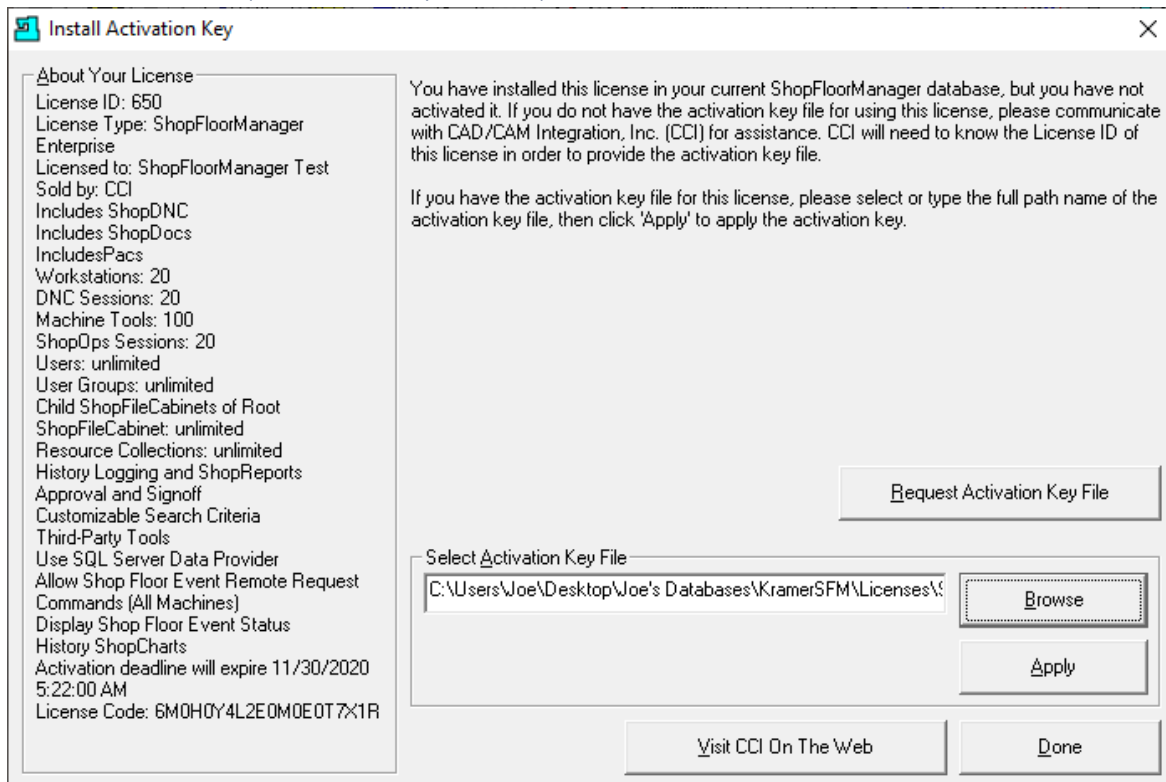 Install Activation Key
About Your License
License ID: 650
License Type: ShopFloorManager
Enterprise
Licensed to: ShopFloorManager Test
Sold by: CCI
Includes ShopDNC
Includes ShopDocs
IncludesPacs
Workstations: 20
DNC Sessions: 20
Machine Tools: 100
ShopOps Sessions: 20
Users: unlimited
User Groups: unlimited
Child ShopFileCabinets of Root
ShopFileCabinet: unlimited
Resource Collections: unlimited
History Logging and ShopReports
Approval and Signoff
Customizable Search Criteria
Third-Party Tools
Use SQL Server Data Provider
Allow Shop Floor Event Remote Request
Commands (All Machines)
Display Shop Floor Event Status
History ShopCharts
Activation deadline will expire 11/30/2020
5:22:00 AM
License Code: 6M0H0Y4L2E0M0E0T7X1R
You have installed this license in your current ShopFloorManager database, but you have not
activated it. If you do not have the activation key file for using this license, please communicate
with CAD/CAM Integration, Inc. (CCI) for assistance. CCI will need to know the License ID of
this license in order to provide the activation key file.
If you have the activation key file for this license, please select or type the full path name of the
activation key file, then click 'Apply' to apply the activation key.
Request Activation Key File
Select Activation Key File
C:\Users\Joe\Desktop\Joe's Databases\KramerSFM\Licenses\
Browse
Apply
Visit CCI On The Web
Done